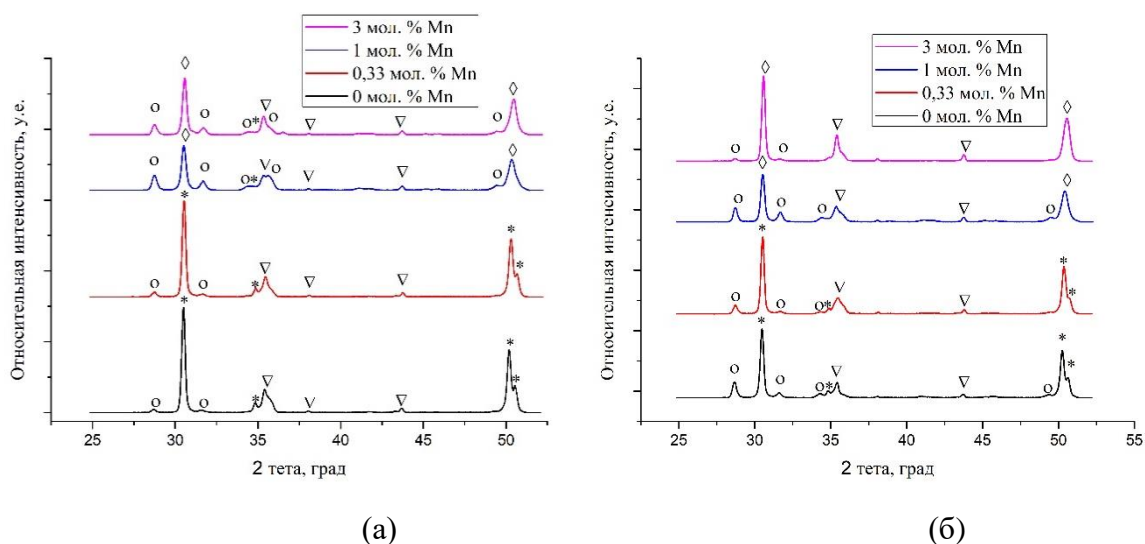 3 мол. % Mn
1 мол. % Mn
0,33 мол. % Mn
0 мол. % Mn
Относительная интенсивность, у.е.
25 30 35 40 45 50
2 тета, град
(а)
3 мол. % Mn
1 мол. % Mn
0,33 мол. % Mn
0 мол. % Mn
Относительная интенсивность, у.е.
25 30 35 40 45 50 55
2 тета, град
(б)